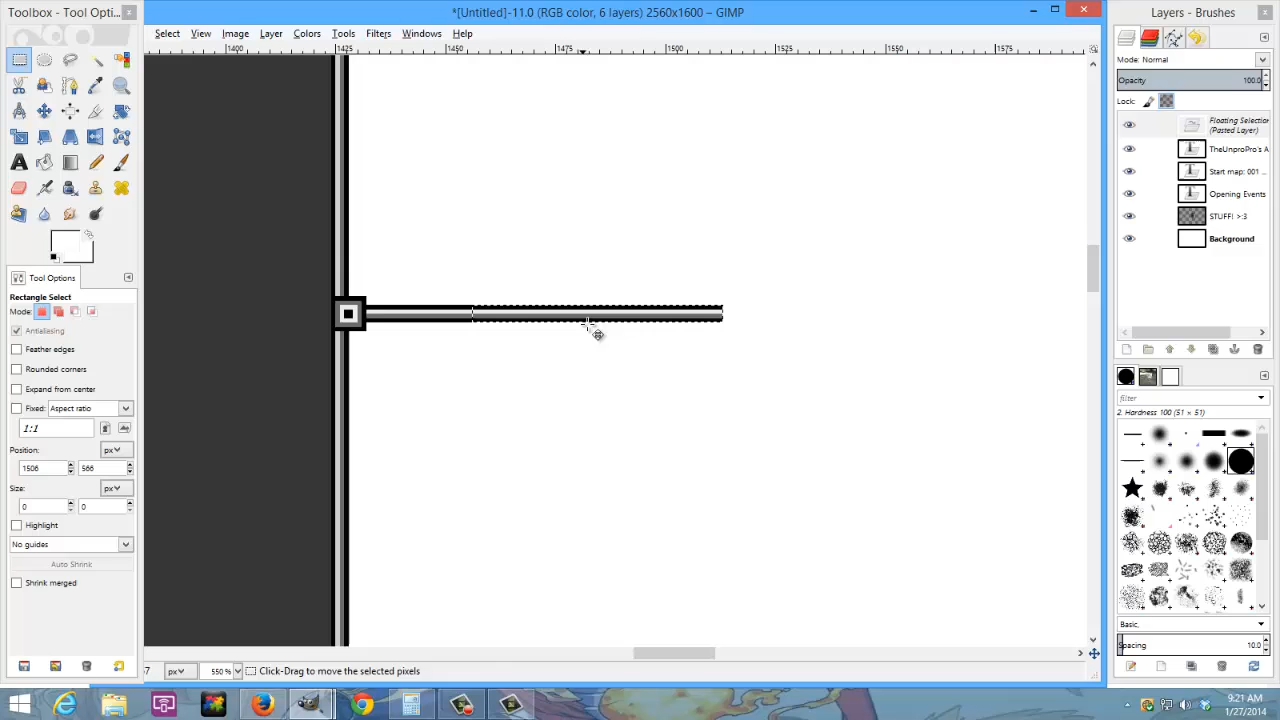 Toolbox - Tool Opti...
*[Untitled]-11.0 (RGB color, 6 layers) 2560x1600 – GIMP
Layers - Brushes
Select View Image Layer Colors Tools Filters Windows Help
1400 1425 1450 1475 1500 1525 1550 1575
Mode: Normal
Opacity 100.0
Lock:
Floating Selection
(Pasted Layer)
TheUnproPro's A
Start map: 001 ...
Opening Events
STUFF! >:3
Background
Tool Options
Rectangle Select
Mode:
Antialiasing
Feather edges
Rounded corners
Expand from center
Fixed: Aspect ratio
1:1
Position: px
1506 566
Size: px
0 0
Highlight
No guides
Auto Shrink
Shrink merged
filter
2. Hardness 100 (51 × 51)
Basic,
Spacing 10.0
px 550 % Click-Drag to move the selected pixels
9:21 AM
1/27/2014